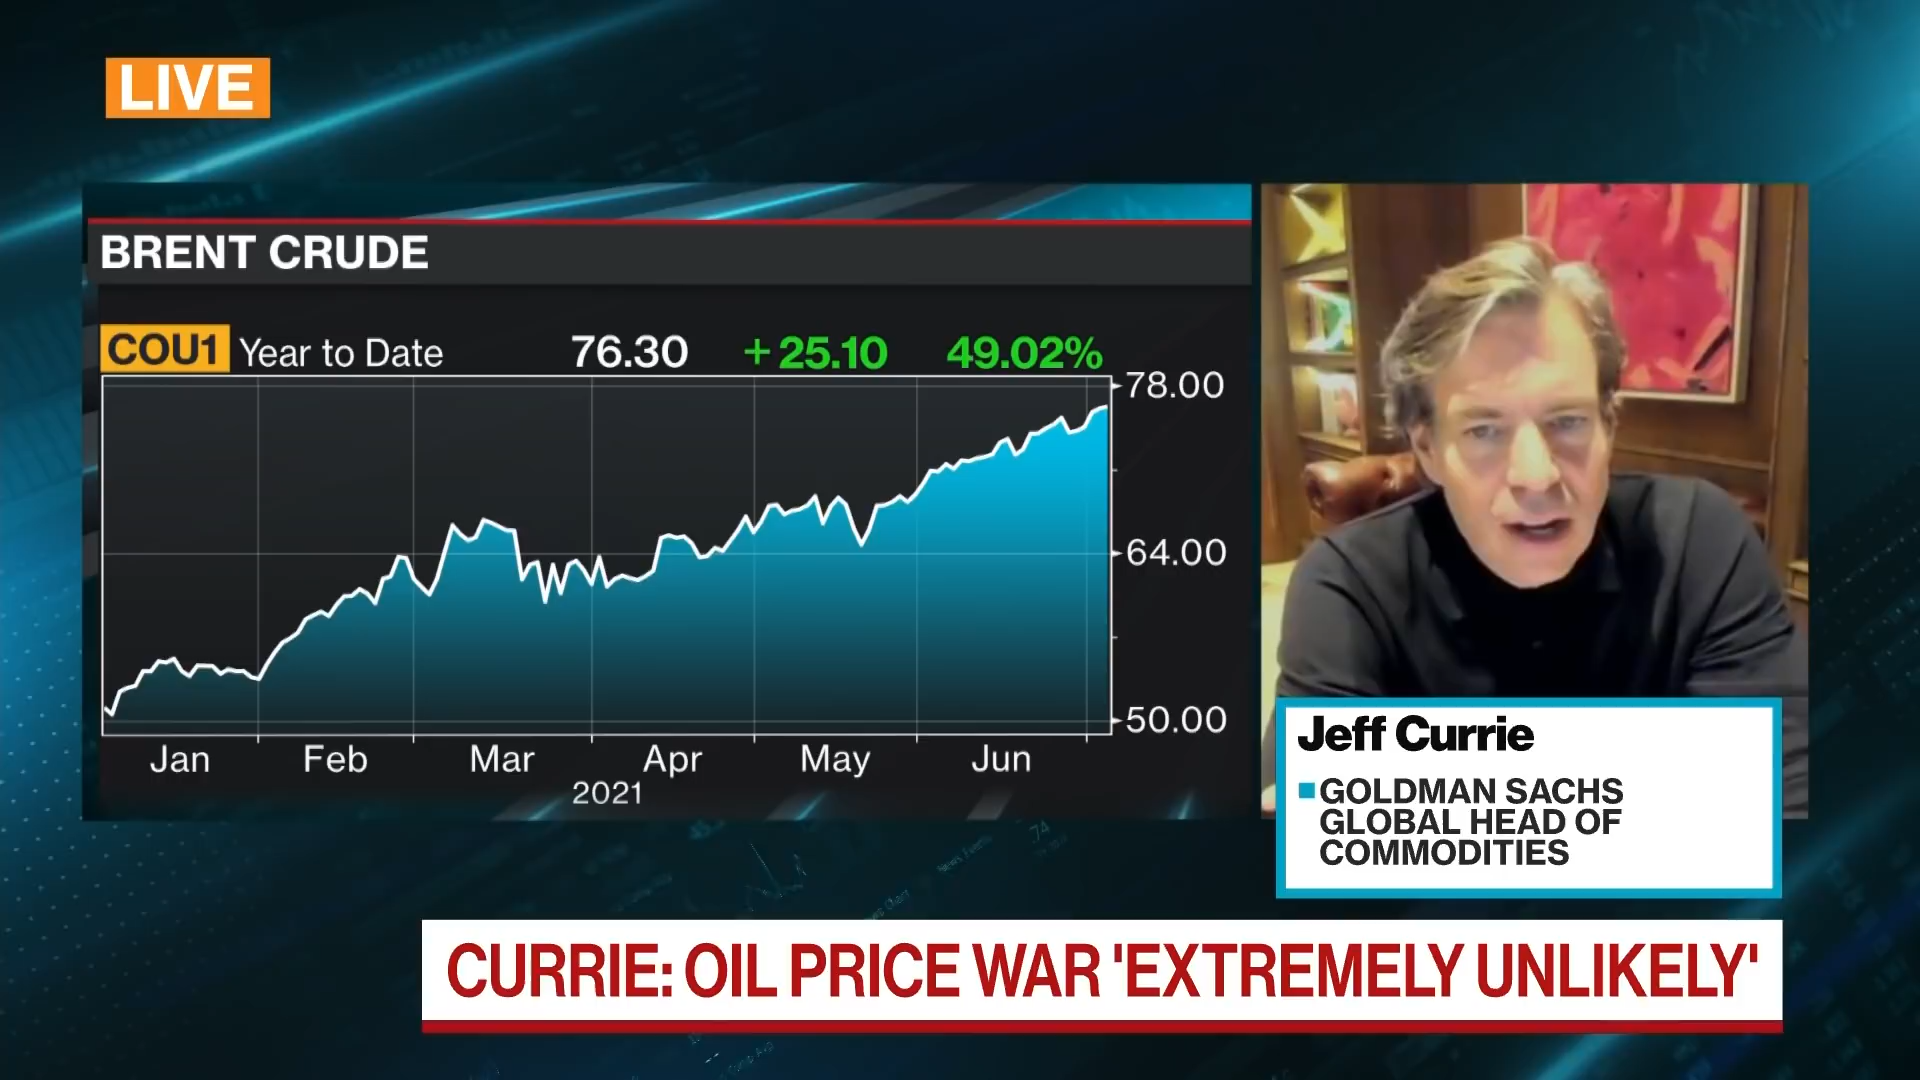 LIVE
BRENT CRUDE
COU1 Year to Date 76.30 +25.10 49.02%
78.00
64.00
50.00
Jan Feb Mar Apr May Jun
2021
Jeff Currie
GOLDMAN SACHS
GLOBAL HEAD OF
COMMODITIES
CURRIE: OIL PRICE WAR 'EXTREMELY UNLIKELY'